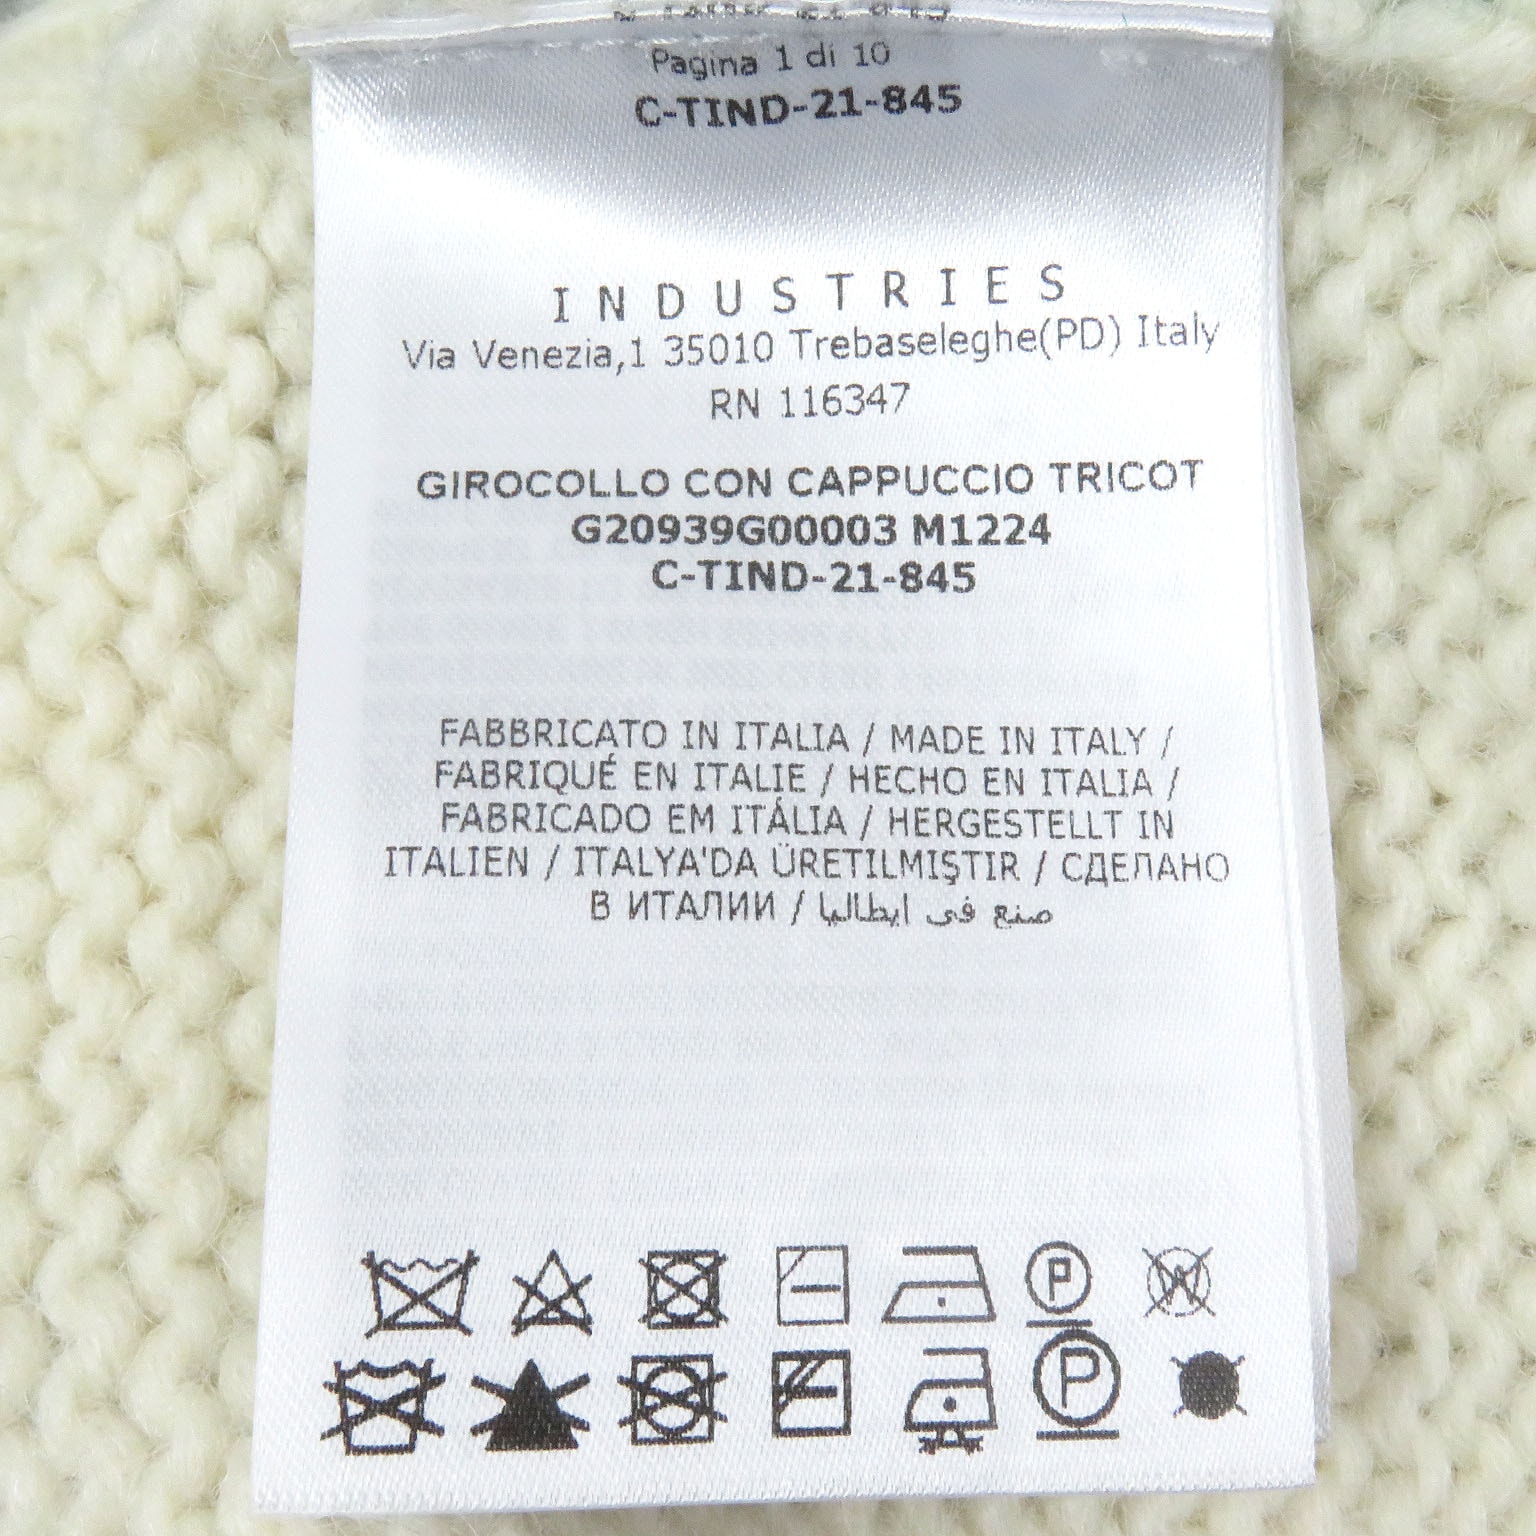 Pagina 1 di 10
C-TIND-21-845
INDUSTRIES
Via Venezia,1 35010 Trebaseleghe(PD) Italy
RN 116347
GIROCOLLO CON CAPPUCCIO TRICOT
G20939G00003 M1224
C-TIND-21-845
FABBRICATO IN ITALIA / MADE IN ITALY /
FABRIQUÉ EN ITALIE / HECHO EN ITALIA /
FABRICADO EM ITÁLIA / HERGESTELLT IN
ITALIEN / ITALYA'DA ÜRETILMIŞTIR / СДЕЛАНО
В ИТАЛИИ / صنع فى ايطاليا
P W
P